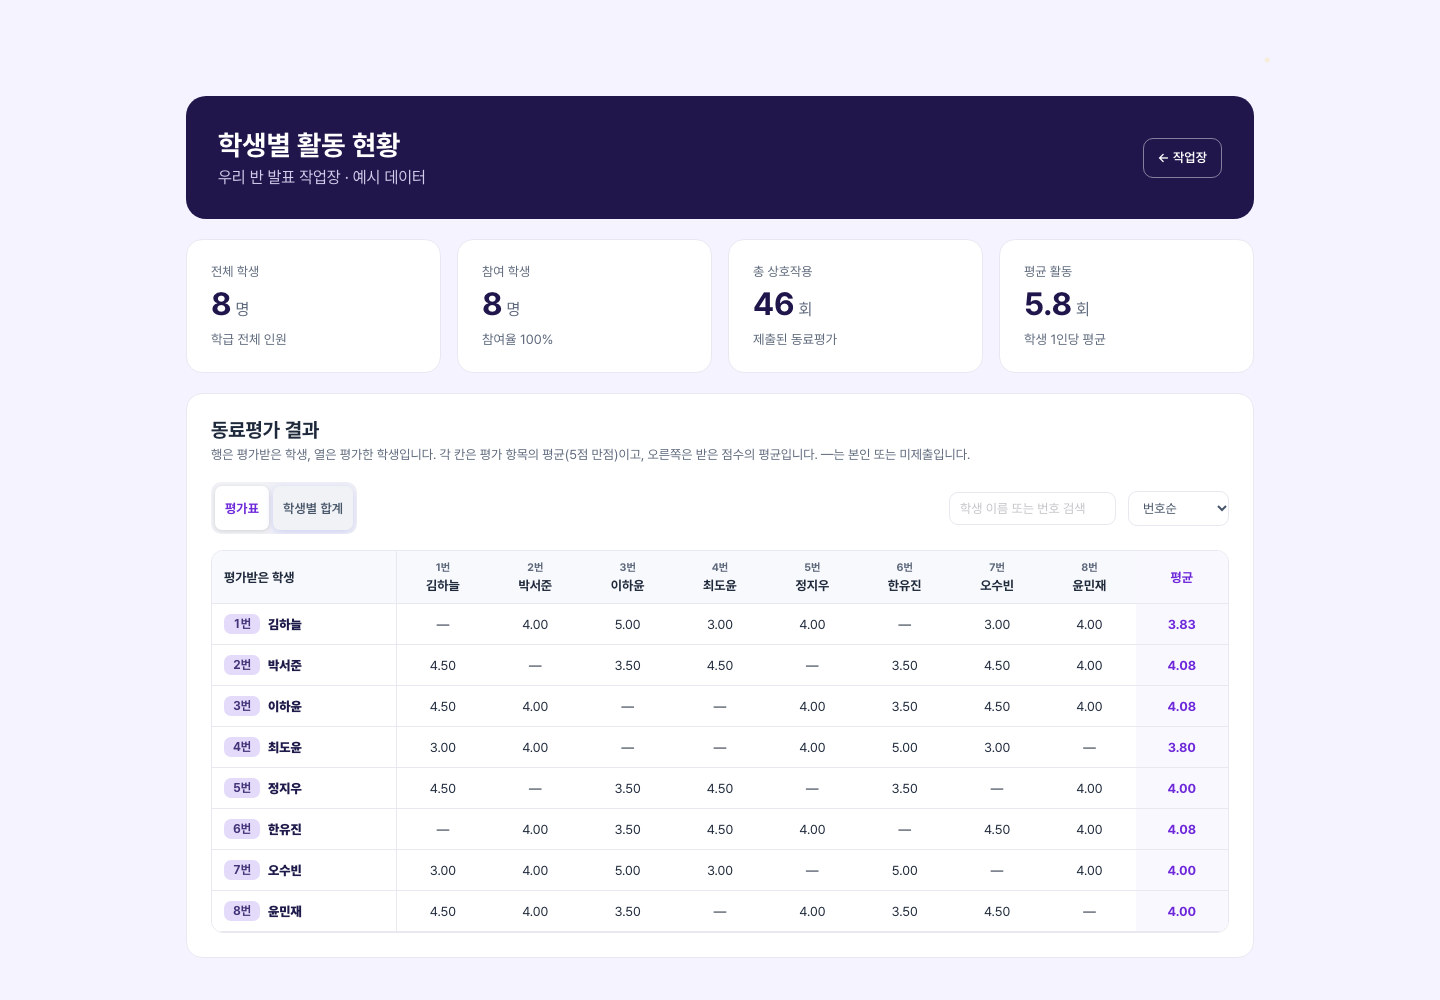 학생별 활동 현황
우리 반 발표 작업장 · 예시 데이터
← 작업장
전체 학생
8 명
학급 전체 인원
참여 학생
8 명
참여율 100%
총 상호작용
46 회
제출된 동료평가
평균 활동
5.8 회
학생 1인당 평균
동료평가 결과
행은 평가받은 학생, 열은 평가한 학생입니다. 각 칸은 평가 항목의 평균(5점 만점)이고, 오른쪽은 받은 점수의 평균입니다. —는 본인 또는 미제출입니다.
평가표 학생별 합계 학생 이름 또는 번호 검색 번호순
평가받은 학생 1번 김하늘 2번 박서준 3번 이하윤 4번 최도윤 5번 정지우 6번 한유진 7번 오수빈 8번 윤민재 평균
1번 김하늘 — 4.00 5.00 3.00 4.00 — 3.00 4.00 3.83
2번 박서준 4.50 — 3.50 4.50 — 3.50 4.50 4.00 4.08
3번 이하윤 4.50 4.00 — — 4.00 3.50 4.50 4.00 4.08
4번 최도윤 3.00 4.00 — — 4.00 5.00 3.00 — 3.80
5번 정지우 4.50 — 3.50 4.50 — 3.50 — 4.00 4.00
6번 한유진 — 4.00 3.50 4.50 4.00 — 4.50 4.00 4.08
7번 오수빈 3.00 4.00 5.00 3.00 — 5.00 — 4.00 4.00
8번 윤민재 4.50 4.00 3.50 — 4.00 3.50 4.50 — 4.00